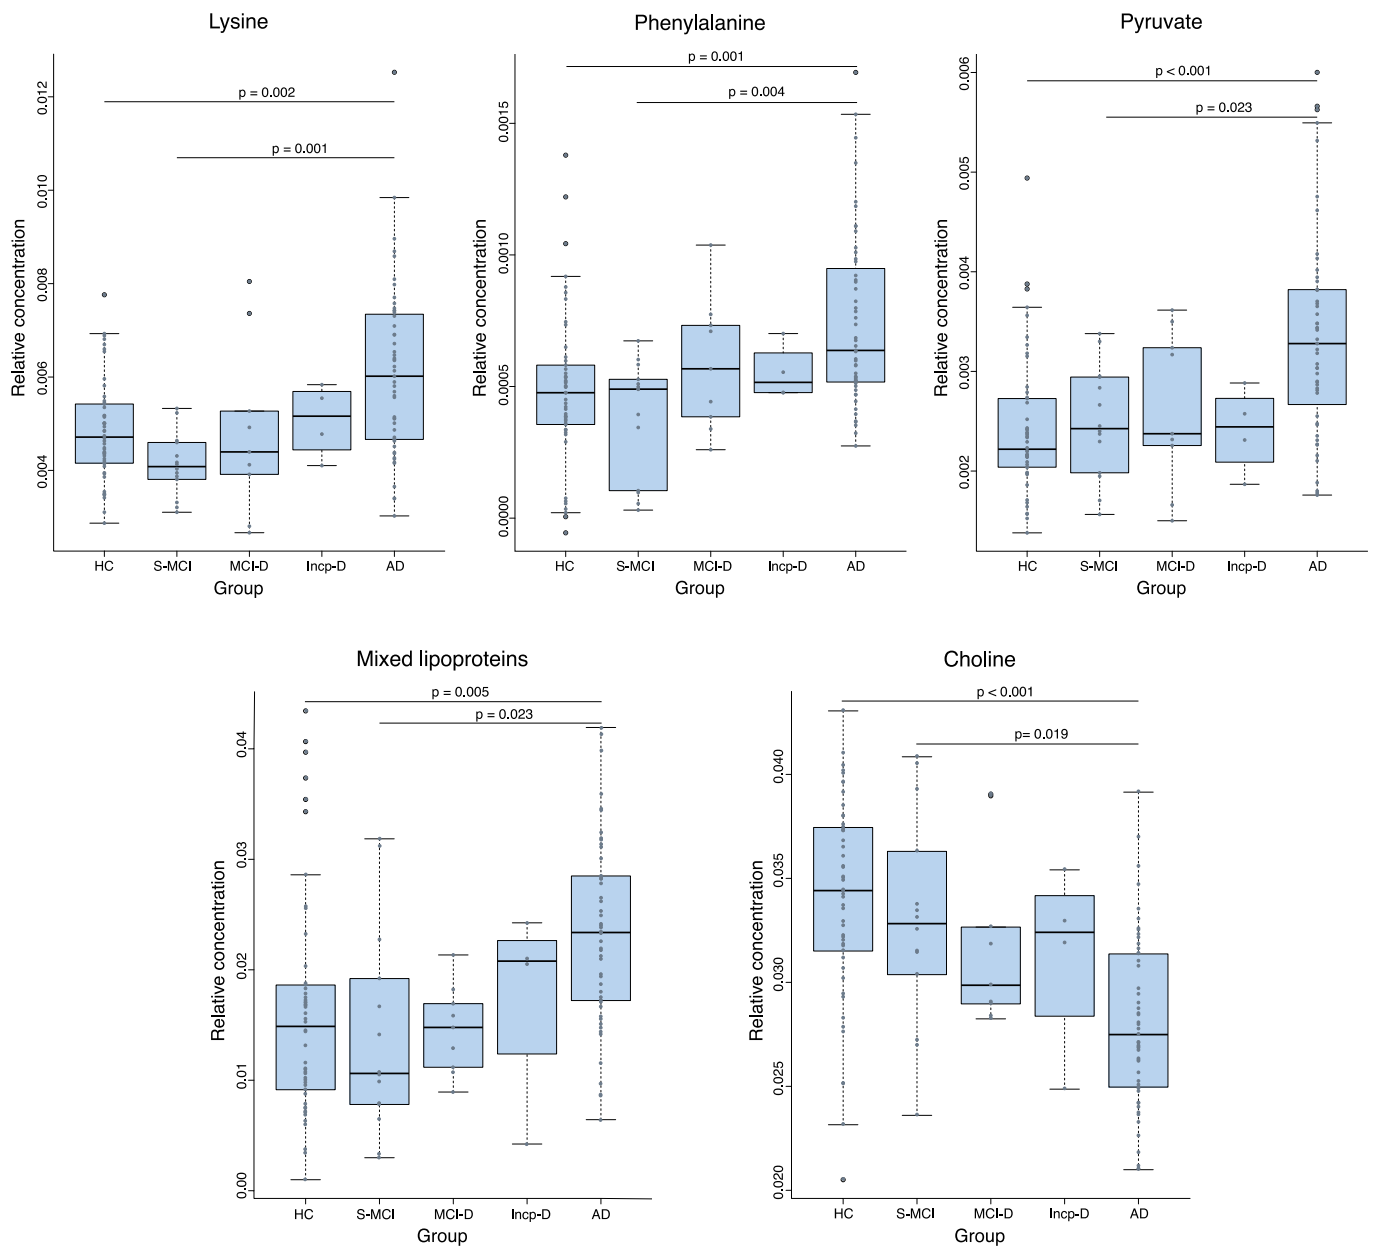 Lysine
p = 0.002
p = 0.001
Relative concentration
0.012
0.010
0.008
0.006
0.004
HC S-MCI MCI-D Incp-D AD
Group
Phenylalanine
p = 0.001
p = 0.004
Relative concentration
0.0015
0.0010
0.0005
0.0000
HC S-MCI MCI-D Incp-D AD
Group
Pyruvate
p < 0.001
p = 0.023
Relative concentration
0.006
0.005
0.004
0.003
0.002
HC S-MCI MCI-D Incp-D AD
Group
Mixed lipoproteins
p = 0.005
p = 0.023
Relative concentration
0.04
0.03
0.02
0.01
0.00
HC S-MCI MCI-D Incp-D AD
Group
Choline
p < 0.001
p= 0.019
Relative concentration
0.040
0.035
0.030
0.025
0.020
HC S-MCI MCI-D Incp-D AD
Group